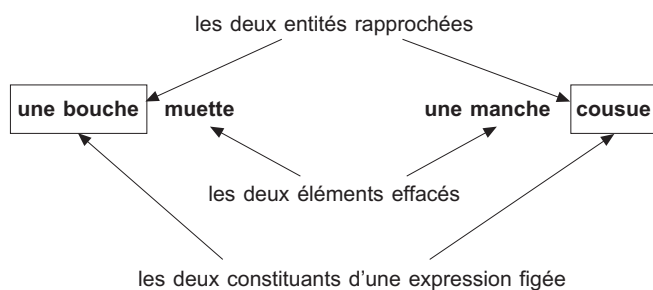 les deux entités rapprochées
une bouche muette une manche cousue
les deux éléments effacés
les deux constituants d'une expression figée